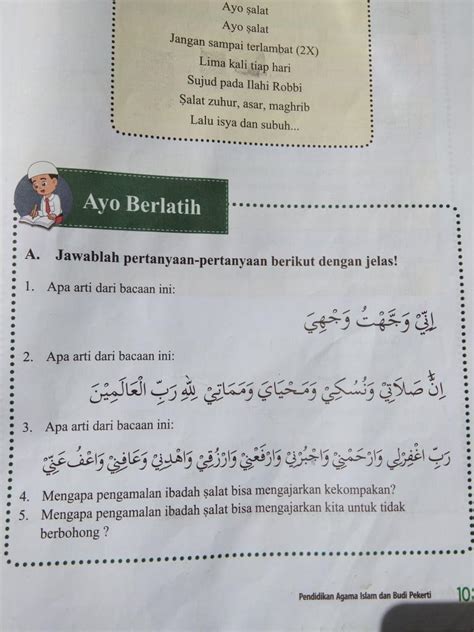 Ayo ṣalat
Ayo ṣalat
Jangan sampai terlambat (2X)
Lima kali tiap hari
Sujud pada Ilahi Robbi
Ṣalat zuhur, asar, maghrib
Lalu isya dan subuh...
Ayo Berlatih
A. Jawablah pertanyaan-pertanyaan berikut dengan jelas!
1. Apa arti dari bacaan ini:
اِنِّيْ وَجَّهْتُ وَجْهِيَ
2. Apa arti dari bacaan ini:
اِنَّ صَلَاتِيْ وَنُسُكِيْ وَمَحْيَايَ وَمَمَاتِيْ لِلّٰهِ رَبِّ الْعَالَمِيْنَ
3. Apa arti dari bacaan ini:
رَبِّ اغْفِرْلِي وَارْحَمْنِيْ وَاجْبُرْنِيْ وَارْفَعْنِيْ وَارْزُقْنِيْ وَاهْدِنِيْ وَعَافِنِيْ وَاعْفُ عَنِّيْ
4. Mengapa pengamalan ibadah ṣalat bisa mengajarkan kekompakan?
5. Mengapa pengamalan ibadah ṣalat bisa mengajarkan kita untuk tidak
berbohong ?
Pendidikan Agama Islam dan Budi Pekerti